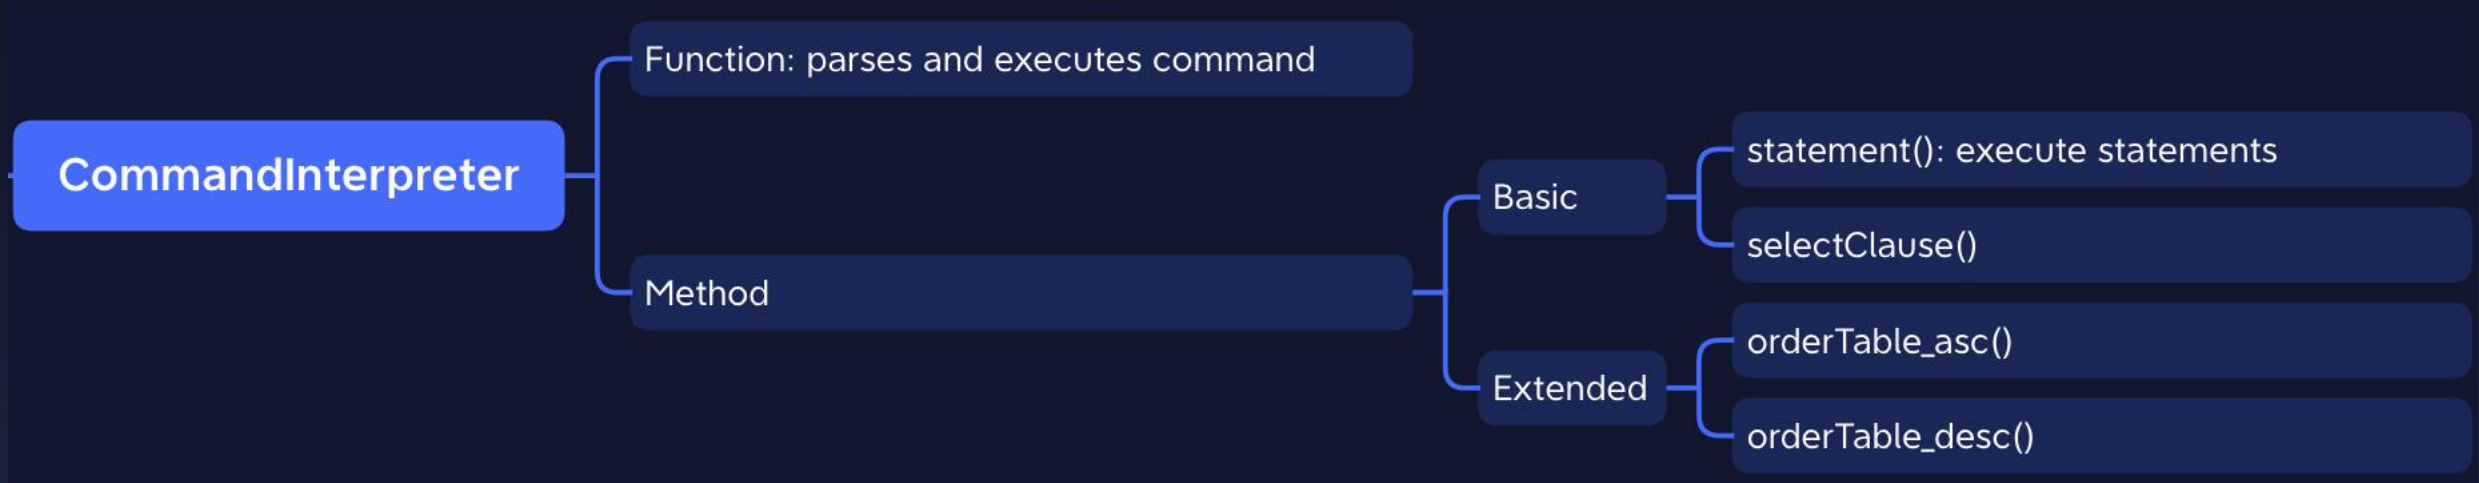 CommandInterpreter
Function: parses and executes command
Method
Basic
statement(): execute statements
selectClause()
Extended
orderTable_asc()
orderTable_desc()